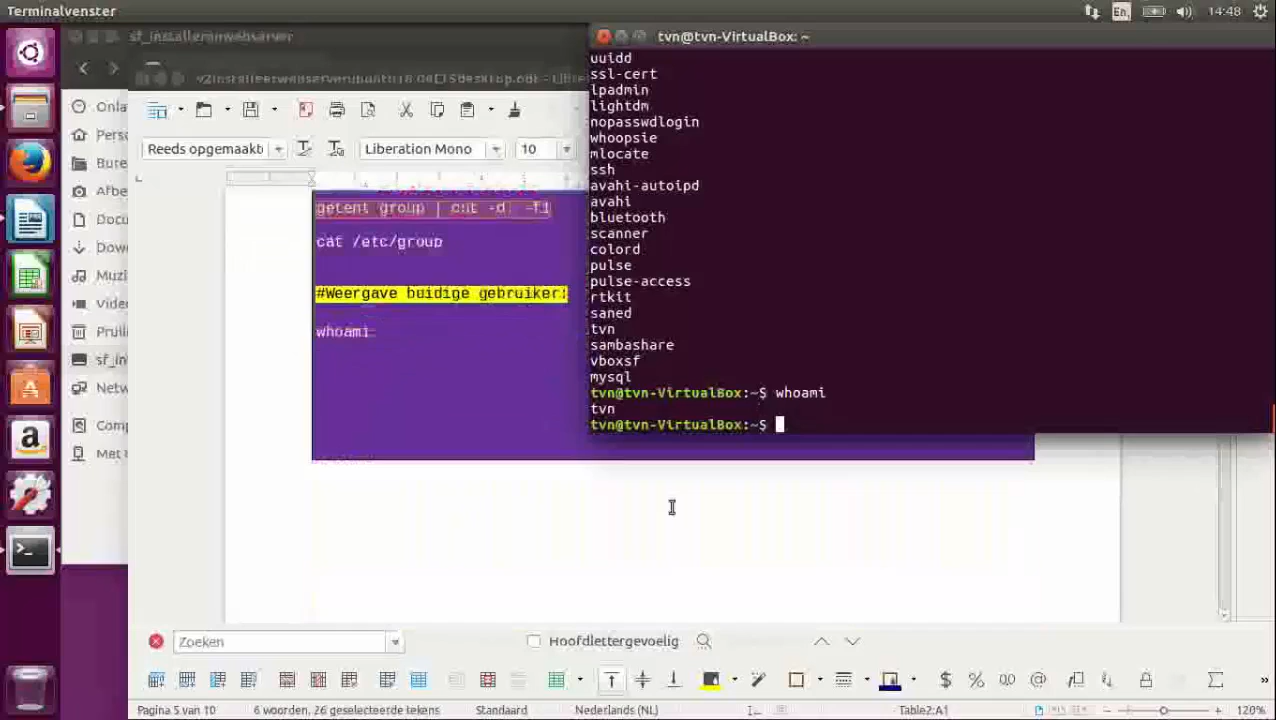 Terminalvenster
En
14:48
sf_installerenwebserver
tvn@tvn-VirtualBox: ~
Reeds opgemaakt
Liberation Mono
10
getent group | cut -d: -f1
cat /etc/group
#Weergave huidige gebruiker:
whoami
uuidd
ssl-cert
lpadmin
lightdm
nopasswdlogin
whoopsie
mlocate
ssh
avahi-autoipd
avahi
bluetooth
scanner
colord
pulse
pulse-access
rtkit
saned
tvn
sambashare
vboxsf
mysql
tvn@tvn-VirtualBox:~$ whoami
tvn
tvn@tvn-VirtualBox:~$
Onla
Perso
Bure
Afbe
Docu
Dow
Muzi
Video
Prull
sf_in
Netw
Comp
Met
Zoeken
Hoofdlettergevoelig
Pagina 5 van 10
6 woorden, 26 geselecteerde tekens
Standaard
Nederlands (NL)
Table2:A1
120%